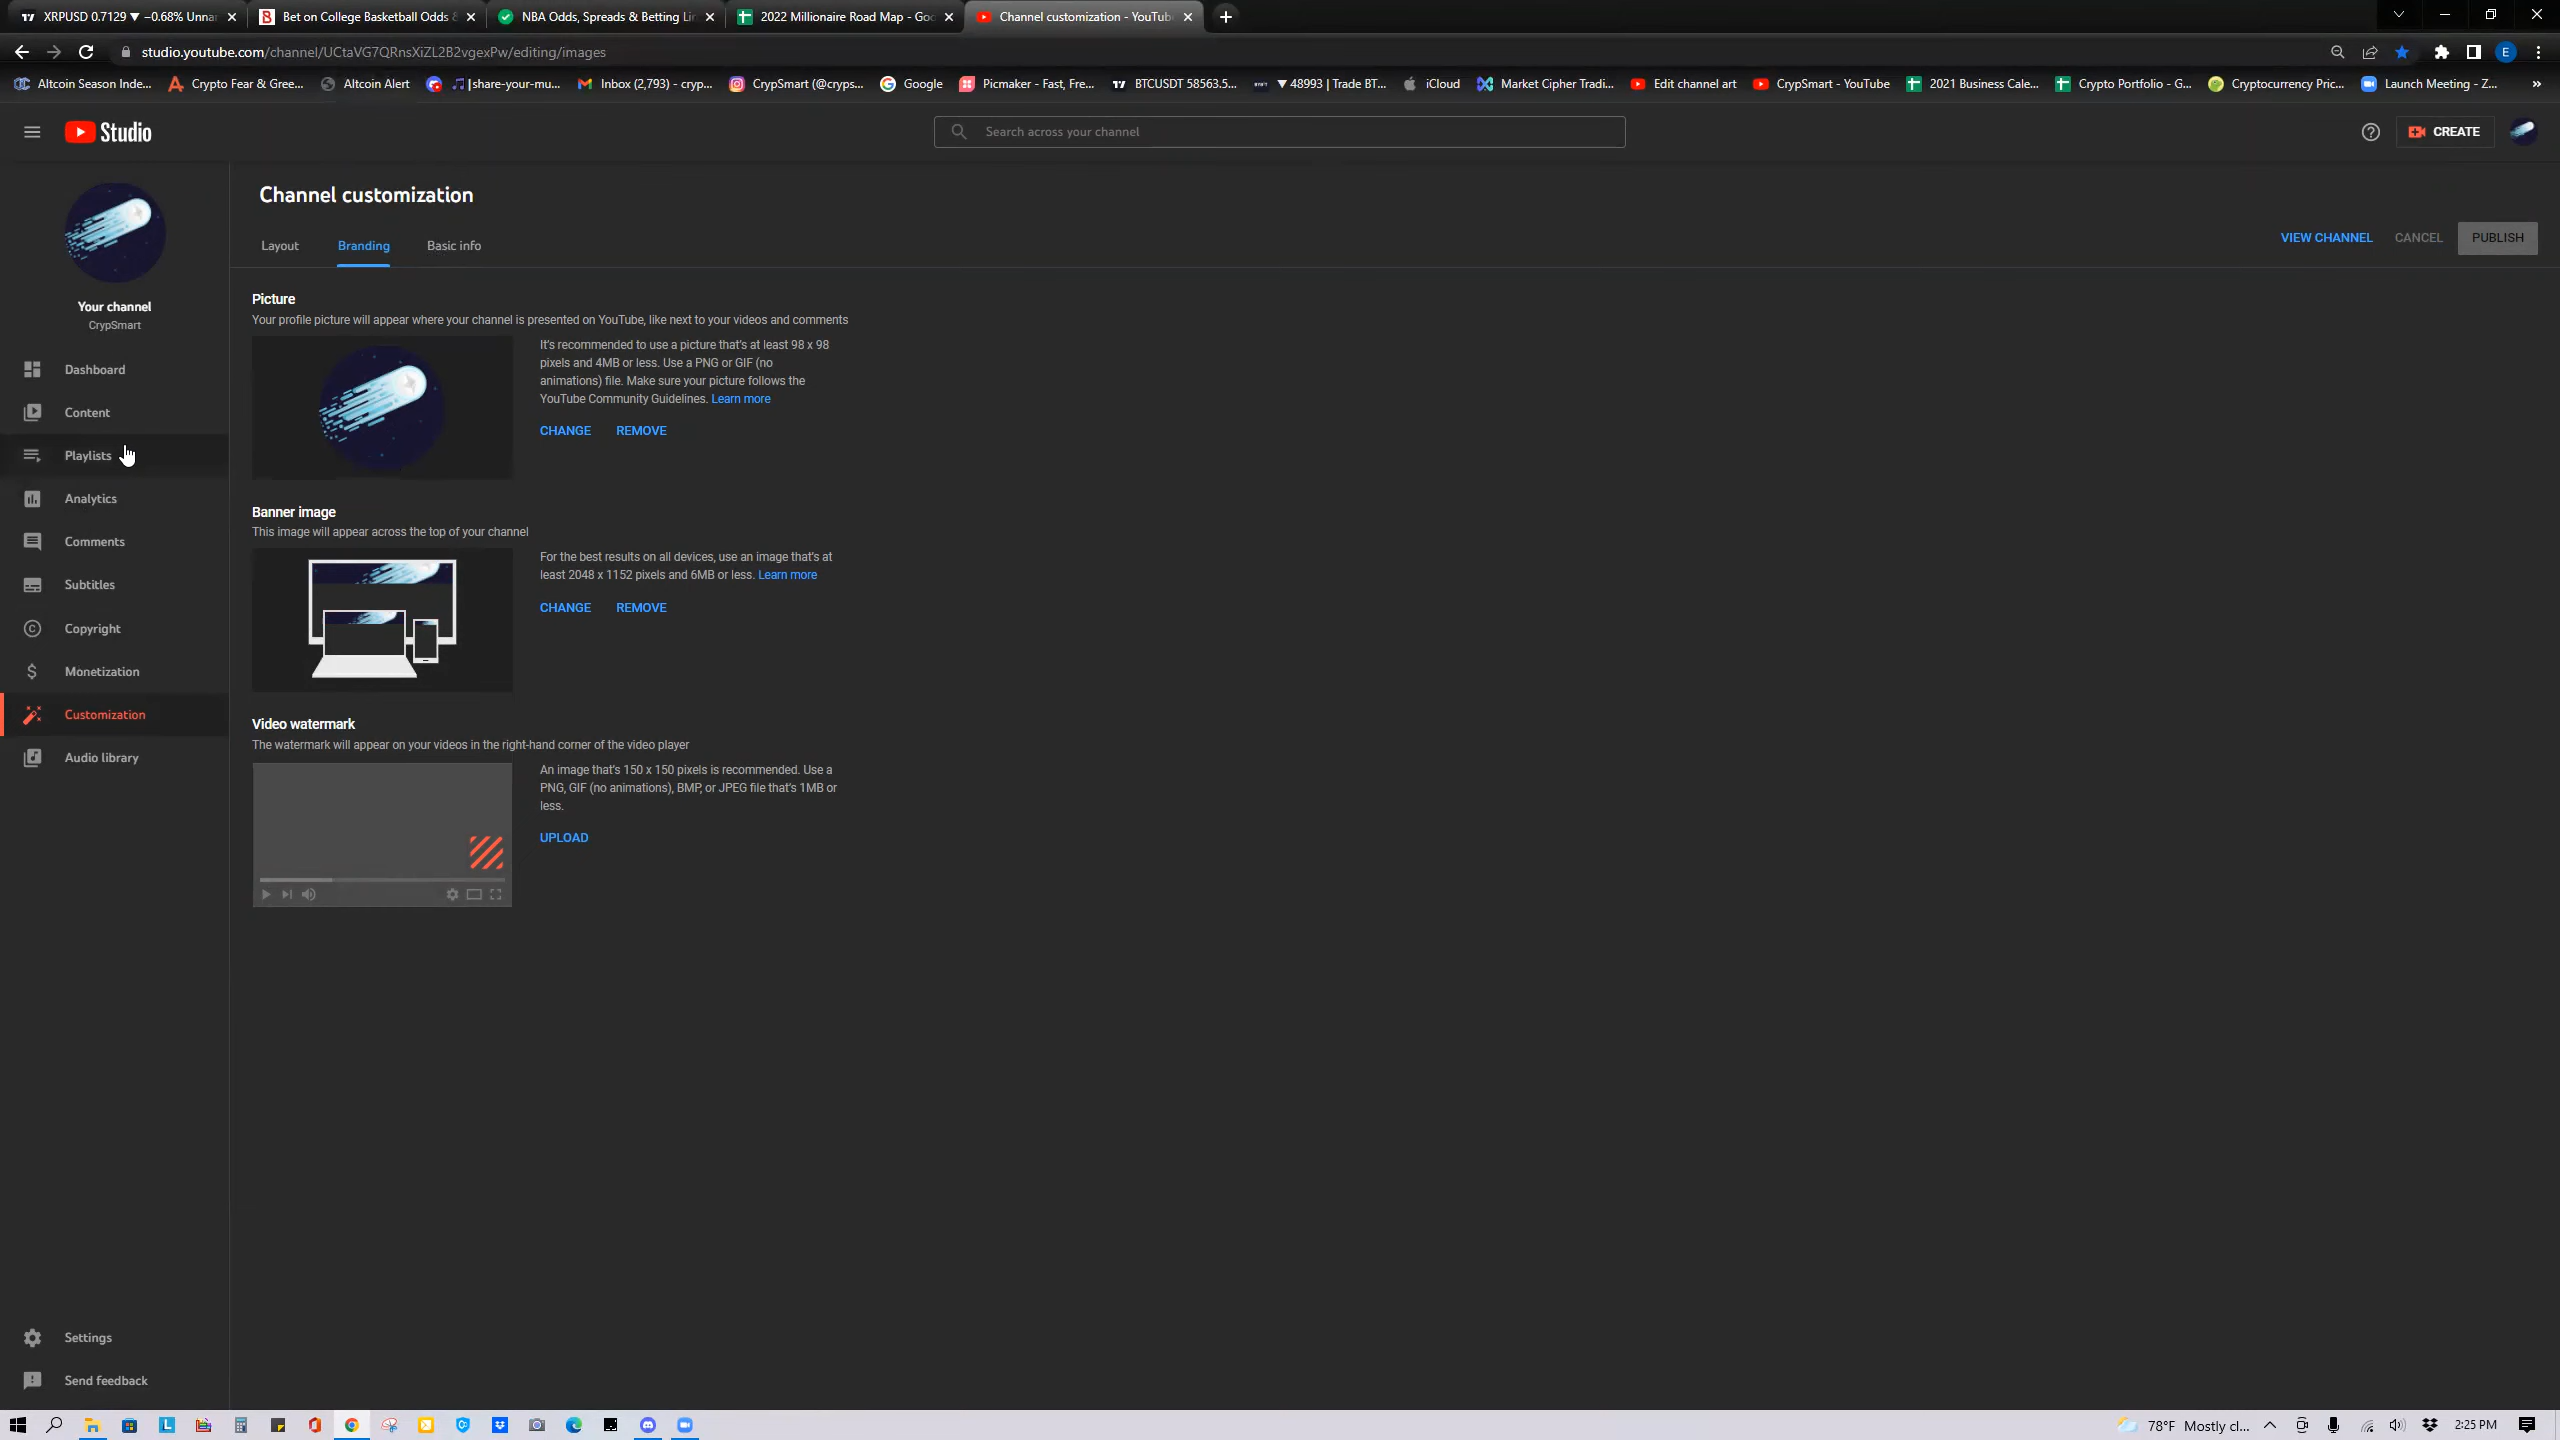 XRPUSD 0.7129 ▼ −0.68% Unna
Bet on College Basketball Odds &
NBA Odds, Spreads & Betting Lin
2022 Millionaire Road Map - Goo
Channel customization - YouTube
studio.youtube.com/channel/UCtaVG7QRnsXiZL2B2vgexPw/editing/images
E
Altcoin Season Inde...
Crypto Fear & Gree...
Altcoin Alert
🎵|share-your-mu...
Inbox (2,793) - cryp...
CrypSmart (@cryps...
Google
Picmaker - Fast, Fre...
BTCUSDT 58563.5...
▼ 48993 | Trade BT...
iCloud
Market Cipher Tradi...
Edit channel art
CrypSmart - YouTube
2021 Business Cale...
Crypto Portfolio - G...
Cryptocurrency Pric...
Launch Meeting - Z...
»
Studio
Search across your channel
CREATE
Your channel
CrypSmart
Dashboard
Content
Playlists
Analytics
Comments
Subtitles
Copyright
Monetization
Customization
Audio library
Settings
Send feedback
Channel customization
Layout
Branding
Basic info
VIEW CHANNEL
CANCEL
PUBLISH
Picture
Your profile picture will appear where your channel is presented on YouTube, like next to your videos and comments
It's recommended to use a picture that's at least 98 x 98
pixels and 4MB or less. Use a PNG or GIF (no
animations) file. Make sure your picture follows the
YouTube Community Guidelines. Learn more
CHANGE
REMOVE
Banner image
This image will appear across the top of your channel
For the best results on all devices, use an image that's at
least 2048 x 1152 pixels and 6MB or less. Learn more
CHANGE
REMOVE
Video watermark
The watermark will appear on your videos in the right-hand corner of the video player
An image that's 150 x 150 pixels is recommended. Use a
PNG, GIF (no animations), BMP, or JPEG file that's 1MB or
less.
UPLOAD
78°F Mostly cl...
2:25 PM